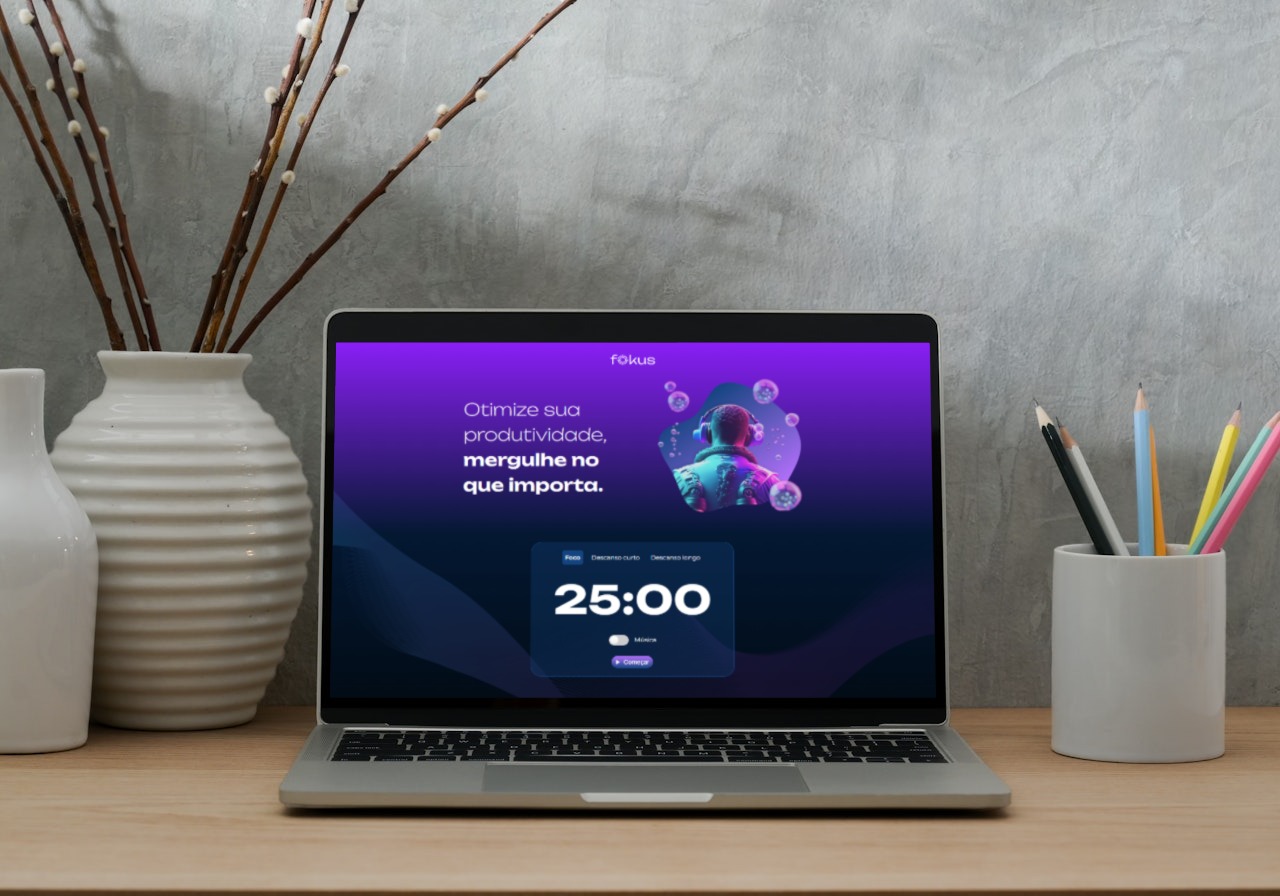 fokus
Otimize sua
produtividade,
mergulhe no
que importa.
Foco Descanso curto Descanso longo
25:00
Música
Começar